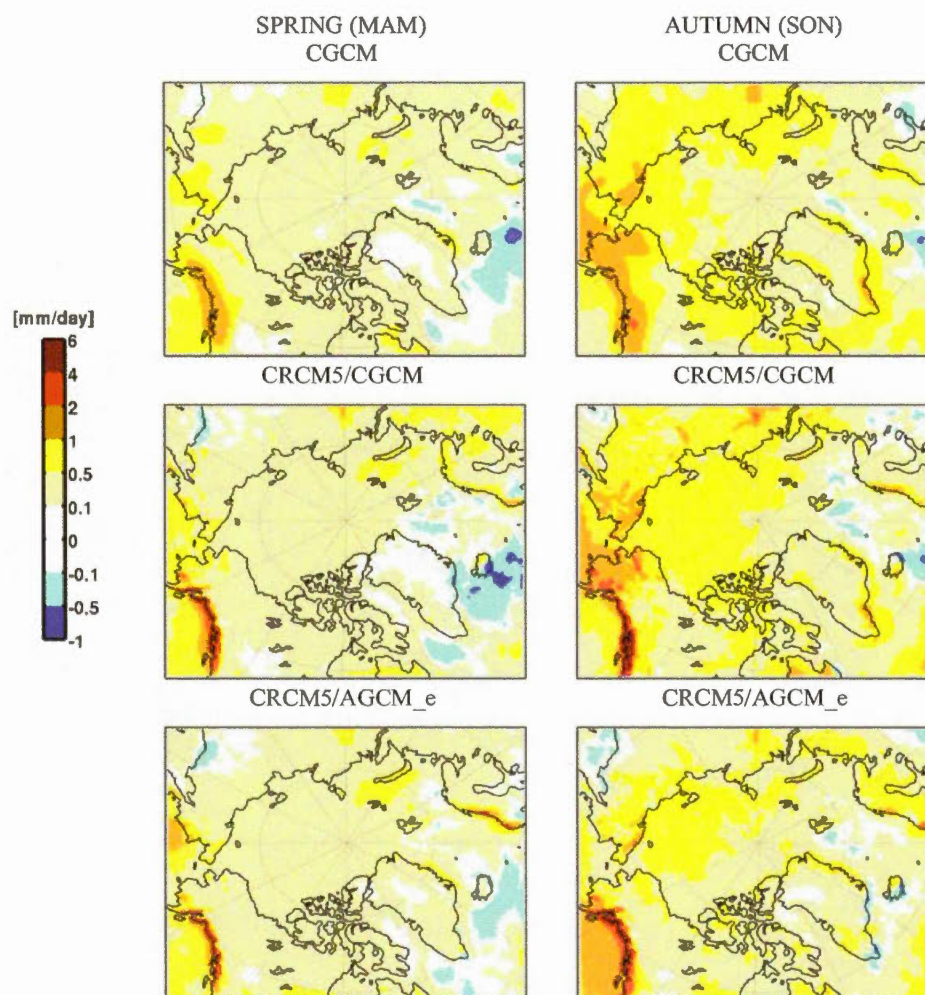 SPRING (MAM)
CGCM
AUTUMN (SON)
CGCM
[mm/day]
6
4
2
1
0.5
0.1
0
-0.1
-0.5
-1
CRCM5/CGCM
CRCM5/CGCM
CRCM5/AGCM_e
CRCM5/AGCM_e